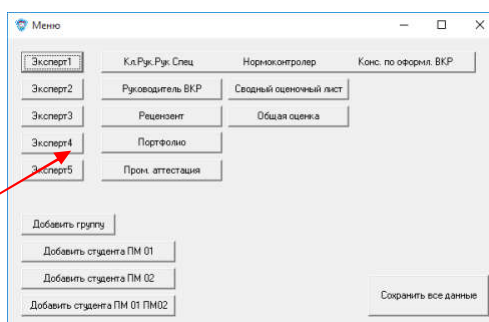 Меню
Эксперт1 Кл.Рук.Рук.Спец Нормоконтролер Конс. по оформл. ВКР
Эксперт2 Руководитель ВКР Сводный оценочный лист
Эксперт3 Рецензент Общая оценка
Эксперт4 Портфолио
Эксперт5 Пром. аттестация
Добавить группу
Добавить студента ПМ 01
Добавить студента ПМ 02
Добавить студента ПМ 01 ПМ02
Сохранить все данные